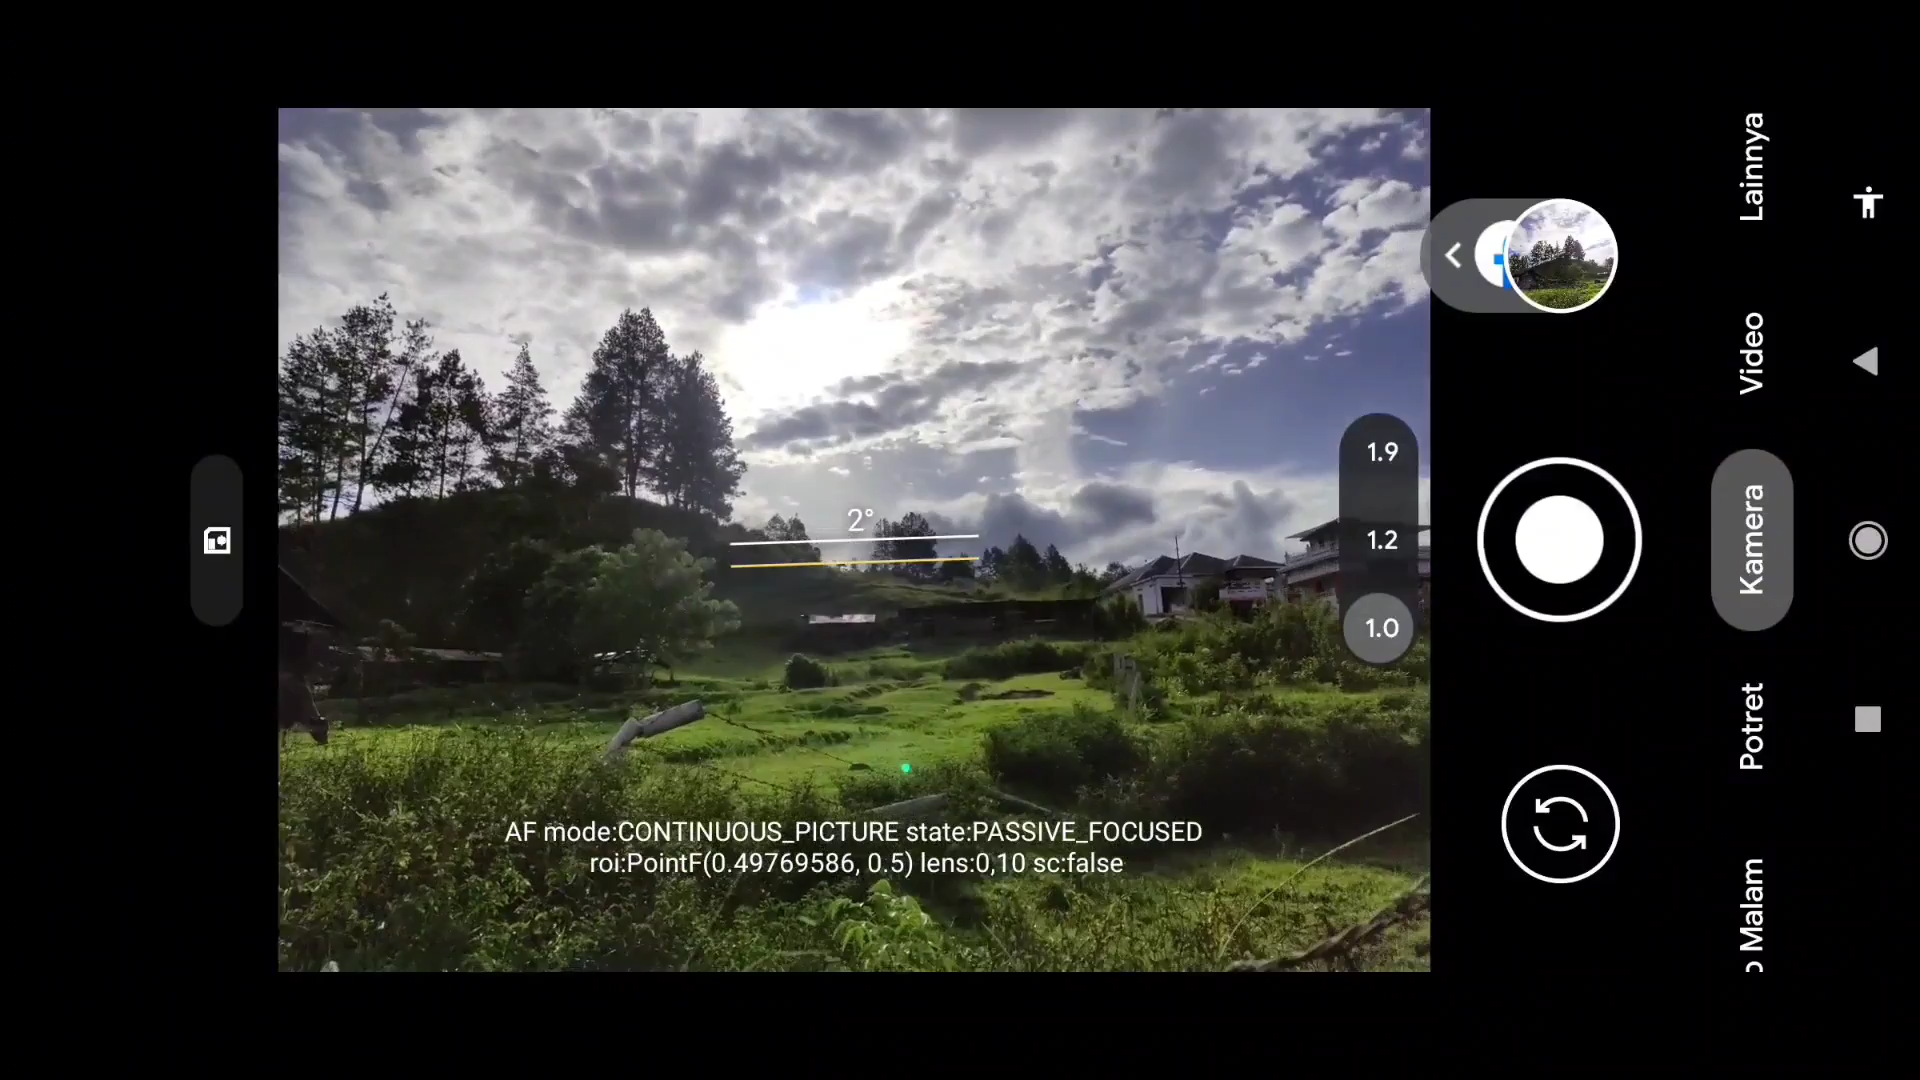 2°
1.9
1.2
1.0
AF mode:CONTINUOUS_PICTURE state:PASSIVE_FOCUSED
roi:PointF(0.49769586, 0.5) lens:0,10 sc:false
Lainnya
Video
Kamera
Potret
Malam